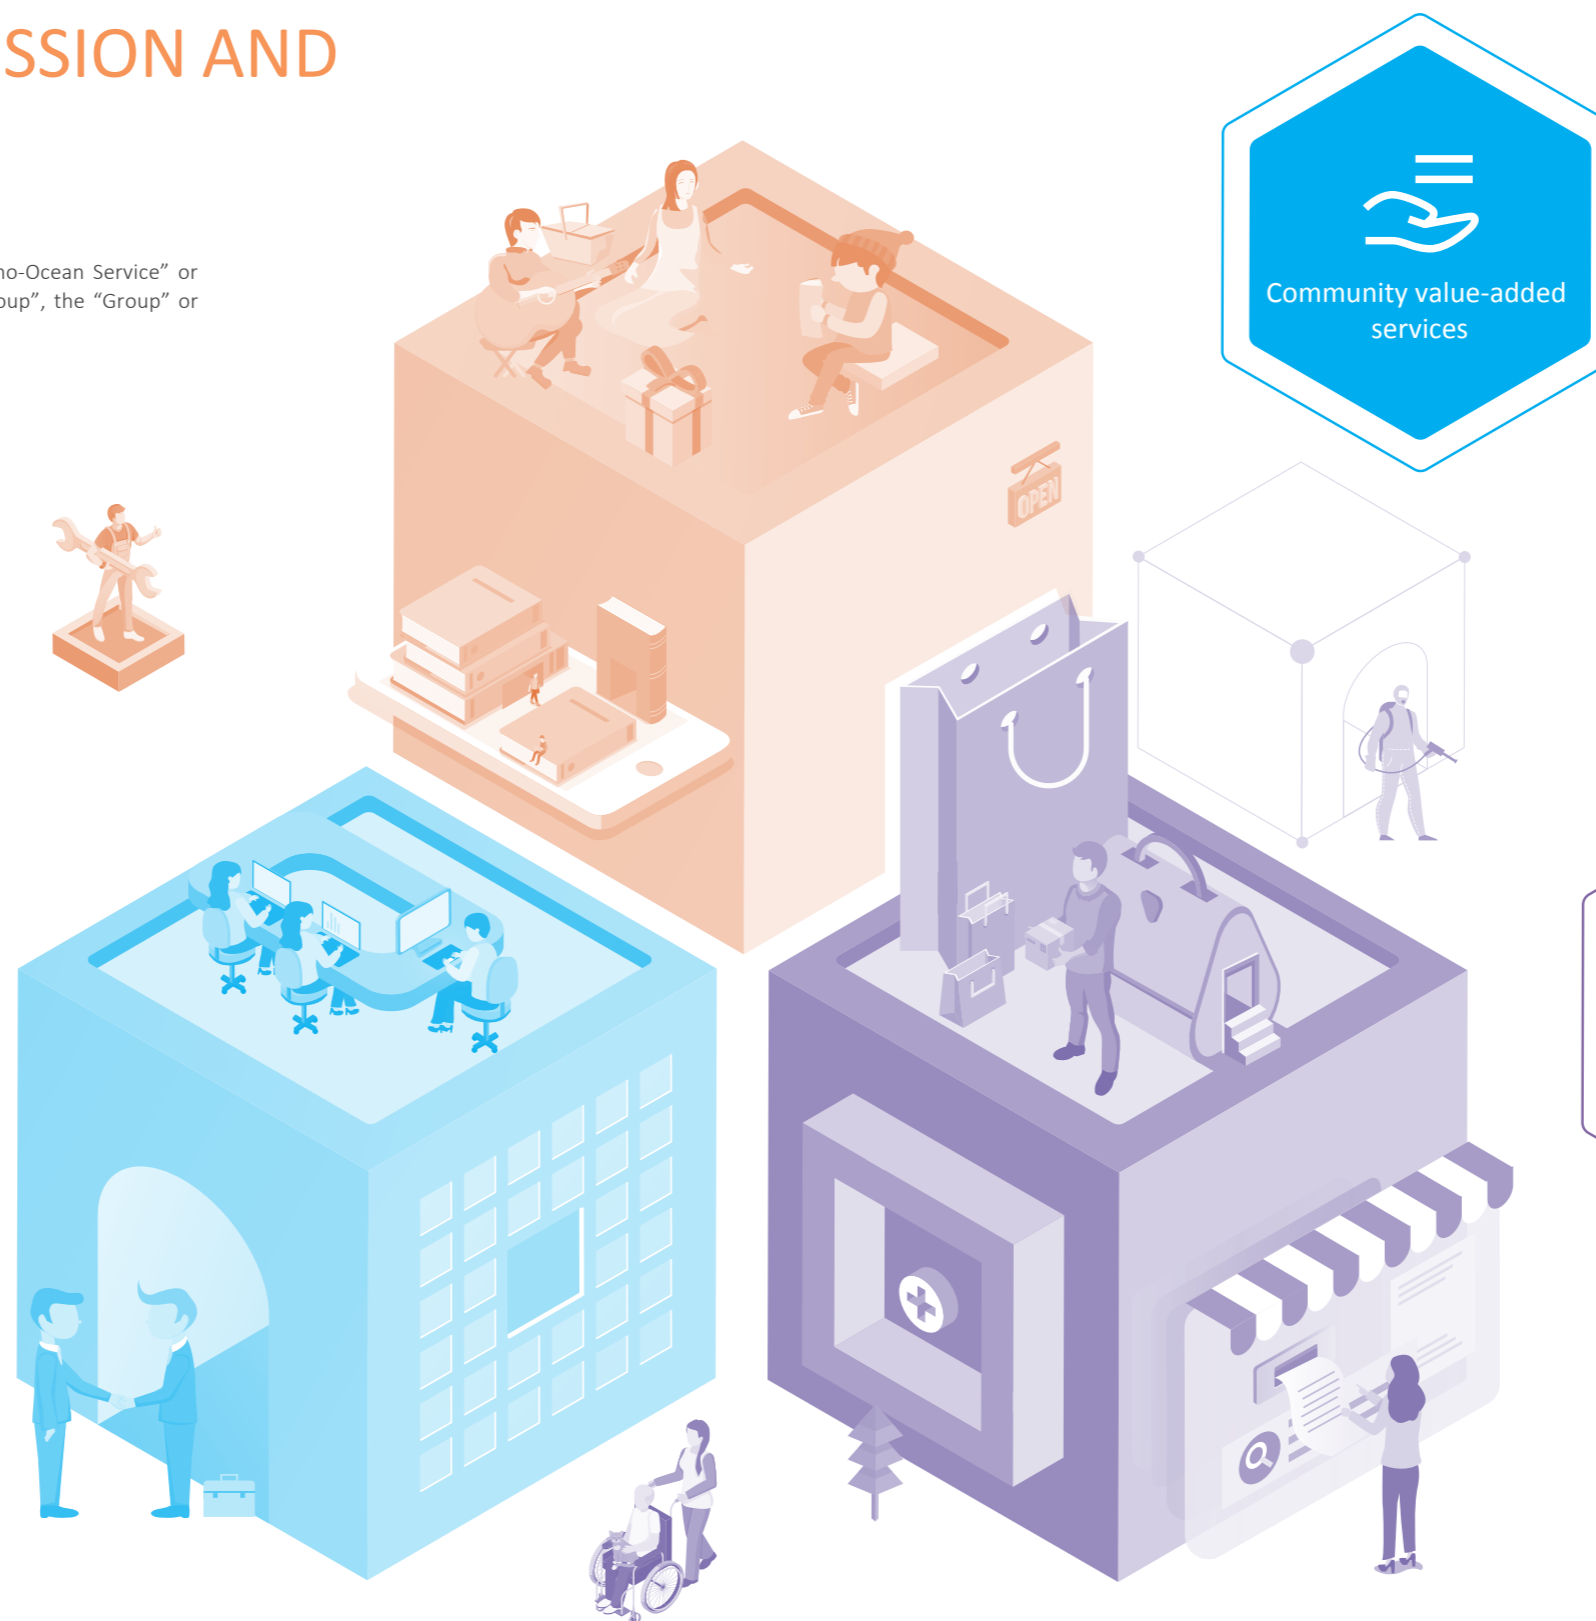 SSION AND
no-Ocean Service” or
oup”, the “Group” or
Community value-added
services
OPEN